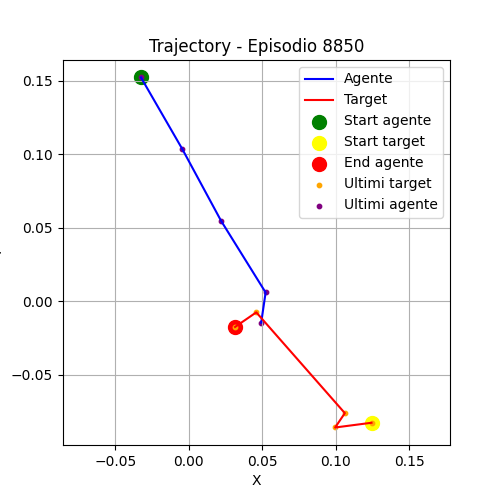 Trajectory - Episodio 8850
Agente
Target
Start agente
Start target
End agente
Ultimi target
Ultimi agente
0.15
0.10
0.05
0.00
−0.05
−0.05
0.00
0.05
0.10
0.15
X